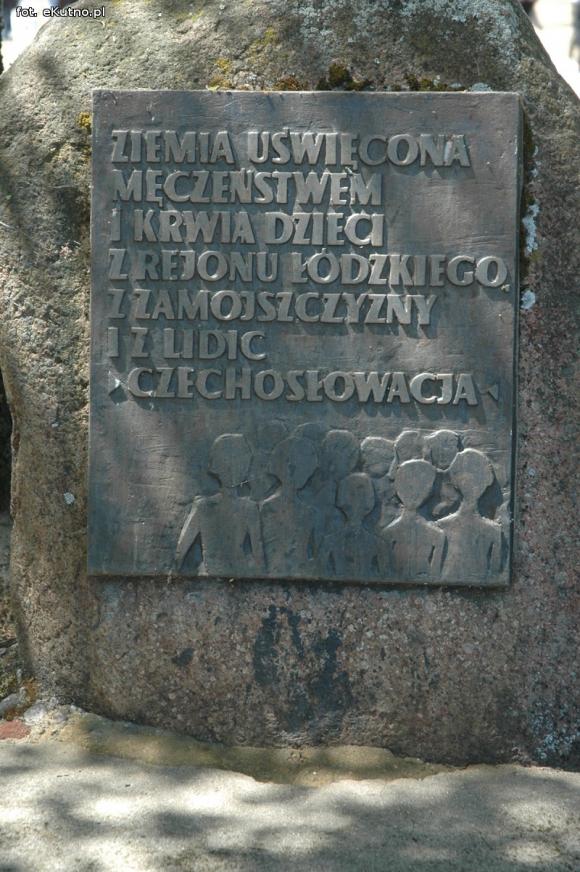 fot. eKutno.pl
ZIEMIA UŚWIĘCONA
MĘCZEŃSTWEM
I KRWIĄ DZIECI
Z REJONU ŁÓDZKIEGO
Z ZAMOJSZCZYZNY
I Z LIDIC
CZECHOSŁOWACJA